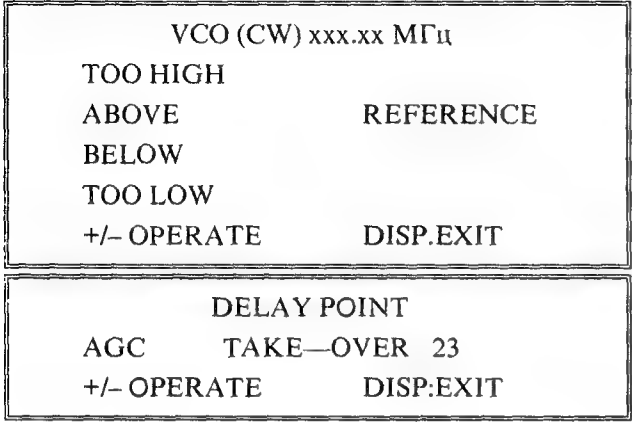 VCO (CW) xxx.xx МГц
TOO HIGH
ABOVE REFERENCE
BELOW
TOO LOW
+/– OPERATE DISP.EXIT
DELAY POINT
AGC TAKE—OVER 23
+/– OPERATE DISP:EXIT